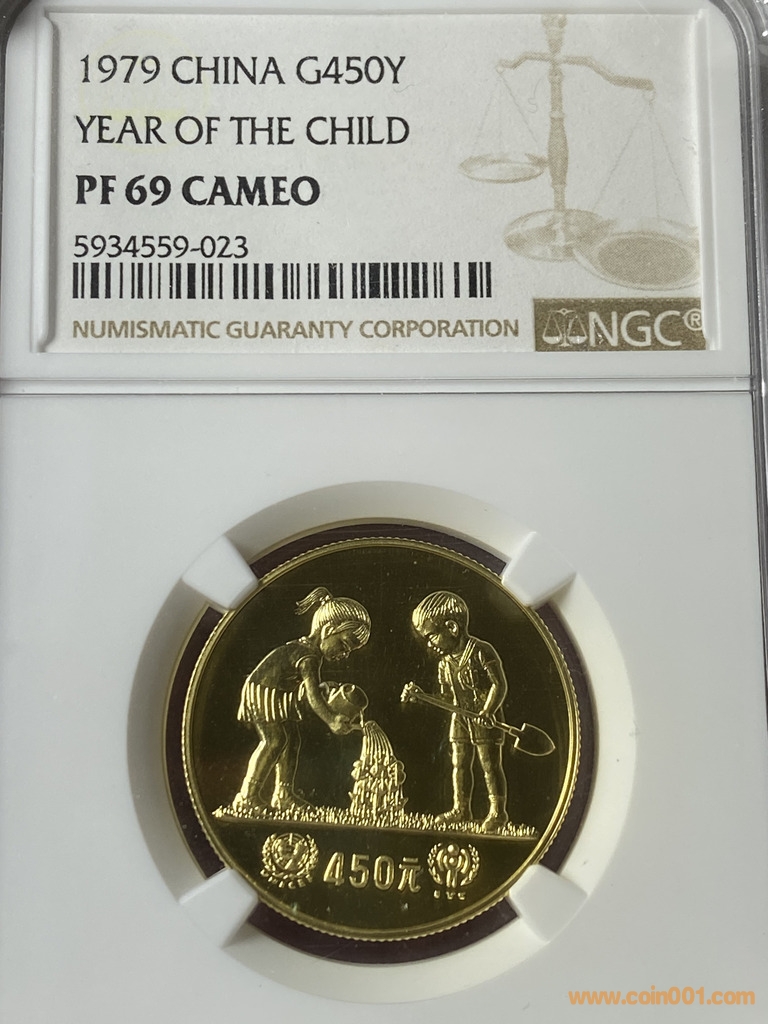 1979 CHINA G450Y
YEAR OF THE CHILD
PF 69 CAMEO
5934559-023
NUMISMATIC GUARANTY CORPORATION
NGC®
450元
www.coin001.com